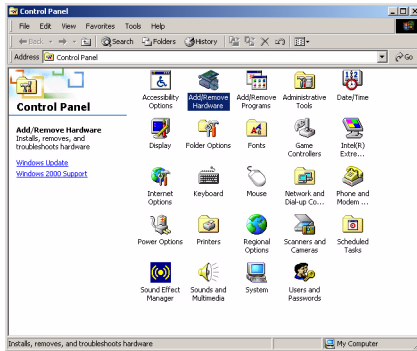 Control Panel
File Edit View Favorites Tools Help
Back Search Folders History
Address Control Panel Go
Control Panel
Add/Remove Hardware
Installs, removes, and
troubleshoots hardware
Windows Update
Windows 2000 Support
Accessibility Options
Add/Remove Hardware
Add/Remove Programs
Administrative Tools
Date/Time
Display
Folder Options
Fonts
Game Controllers
Intel(R) Extre...
Internet Options
Keyboard
Mouse
Network and Dial-up Co...
Phone and Modem ...
Power Options
Printers
Regional Options
Scanners and Cameras
Scheduled Tasks
Sound Effect Manager
Sounds and Multimedia
System
Users and Passwords
Installs, removes, and troubleshoots hardware
My Computer